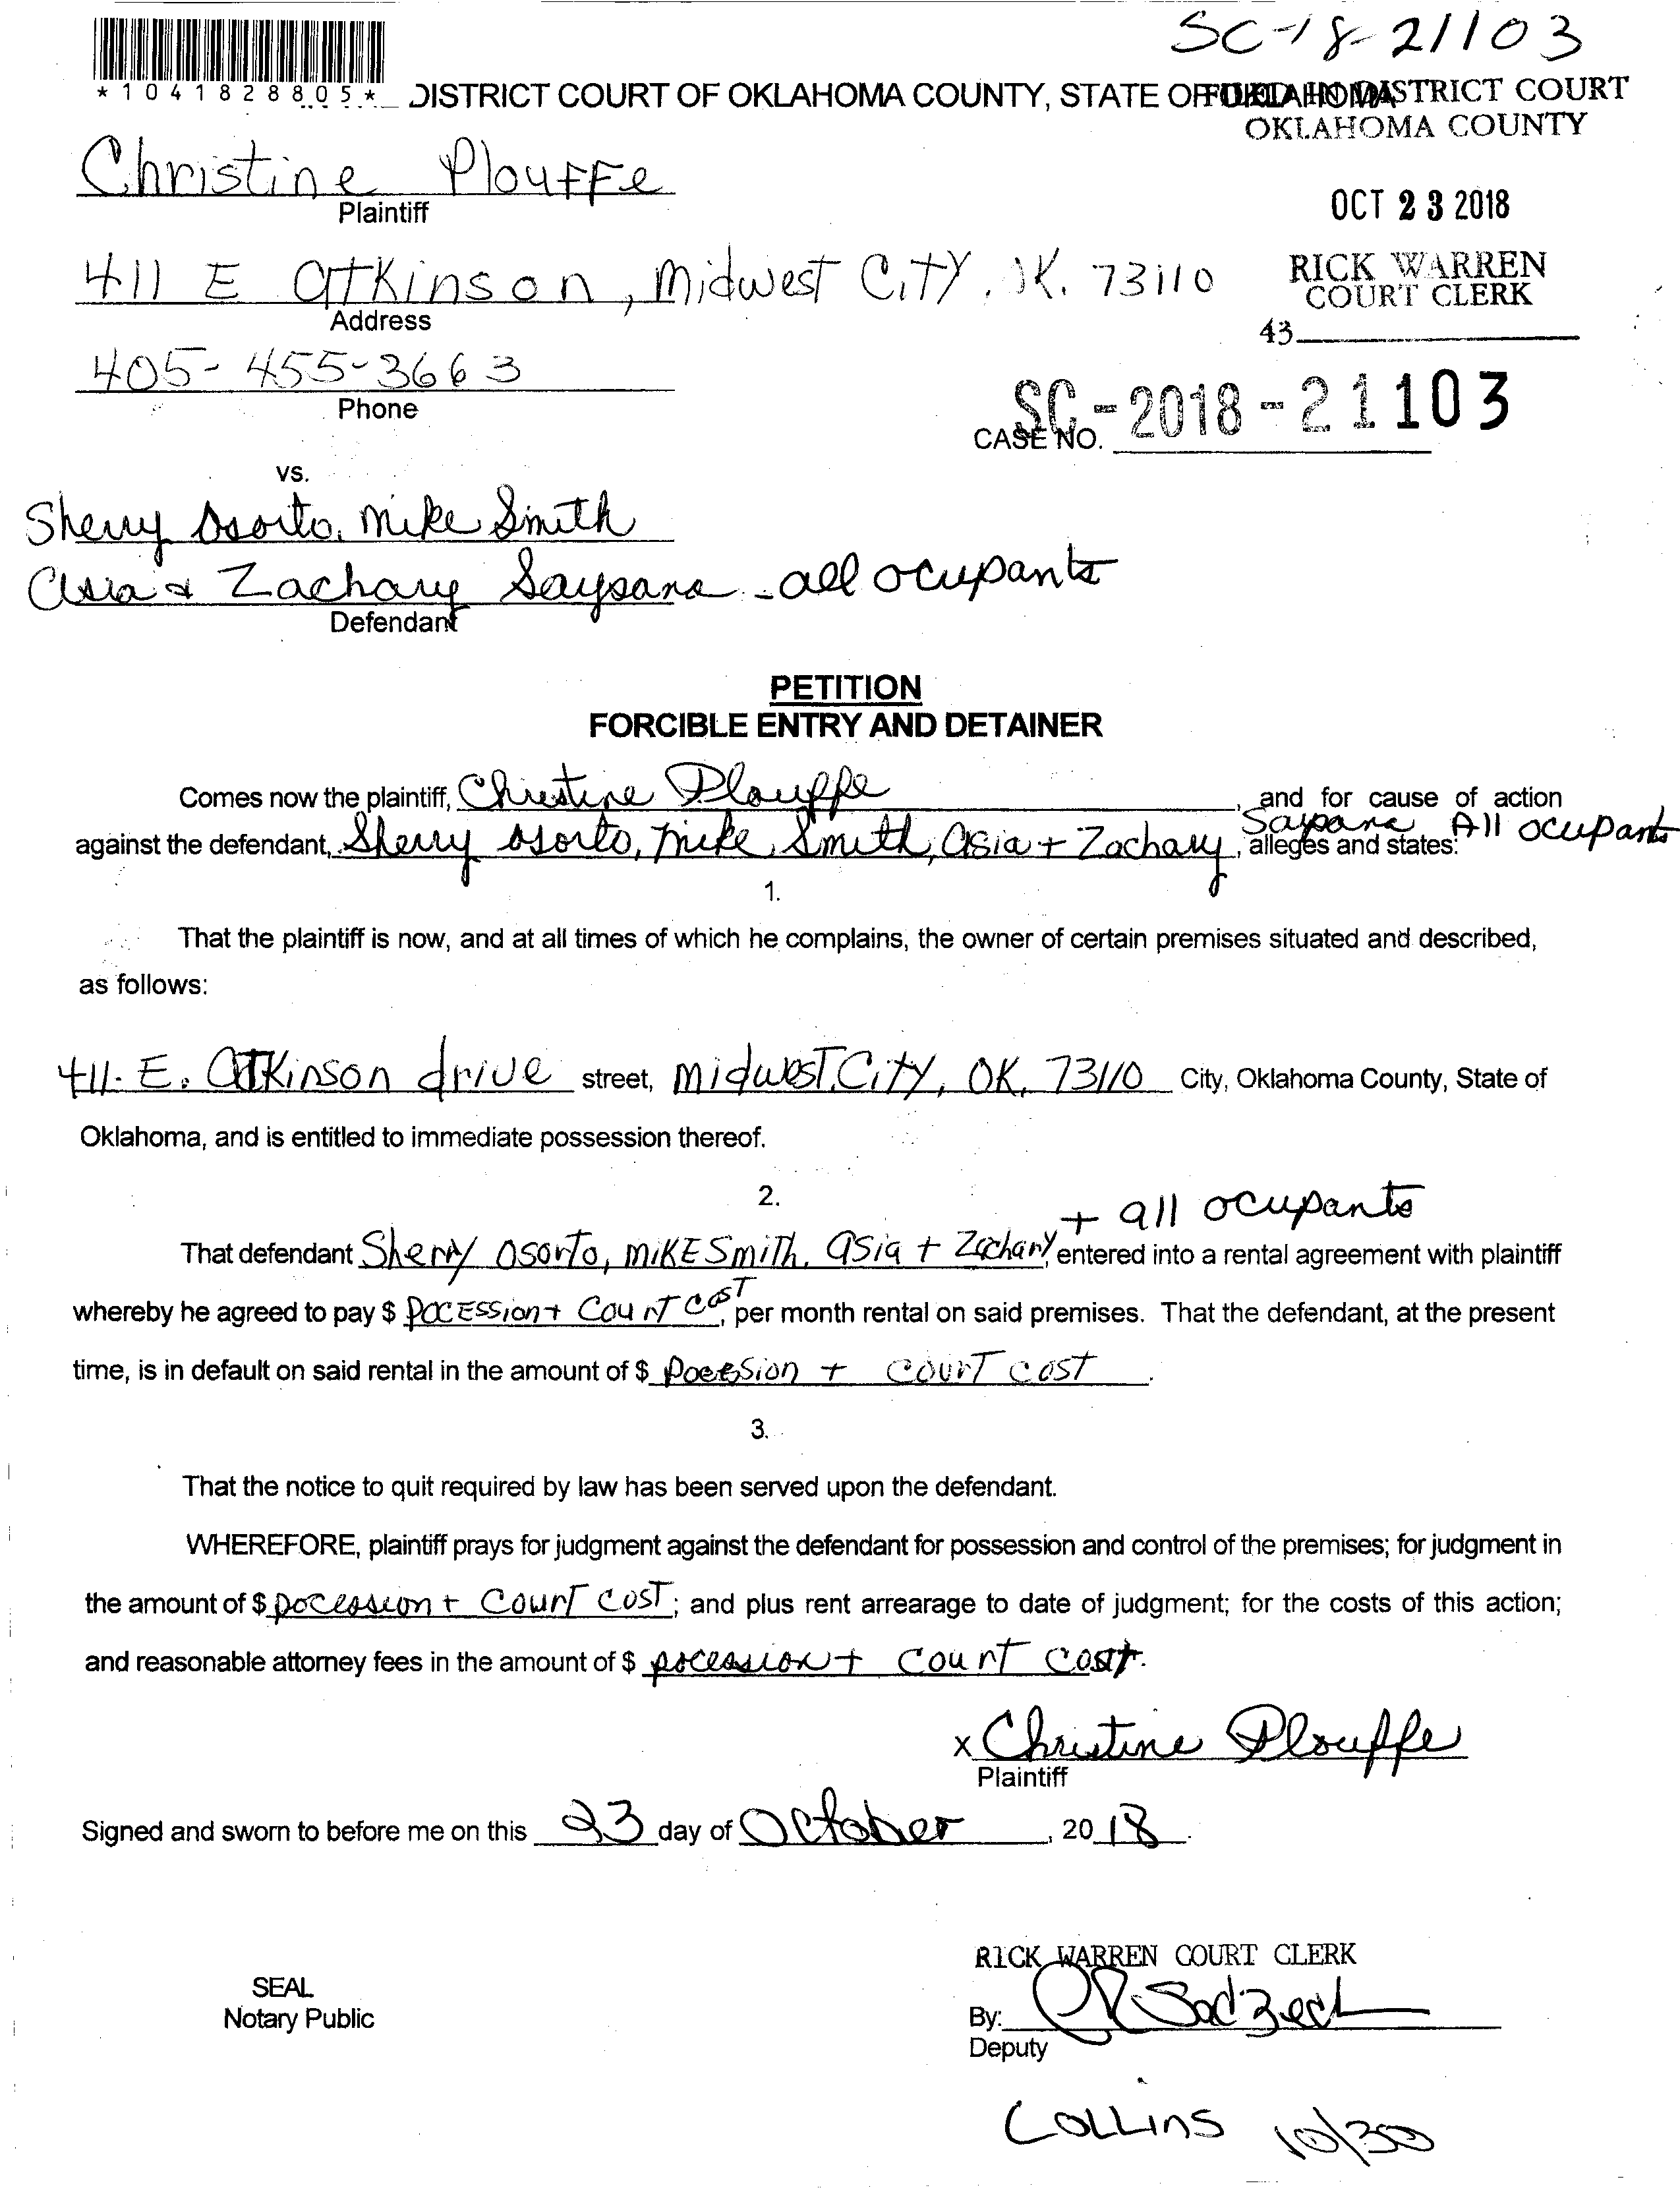 SC-18-21103
*1041828805*
DISTRICT COURT OF OKLAHOMA COUNTY, STATE OF OKLAHOMA
FILED IN DISTRICT COURT
OKLAHOMA COUNTY
Christine Plouffe
Plaintiff
OCT 23 2018
411 E Atkinson, Midwest City, OK. 73110
RICK WARREN
COURT CLERK
Address
43
405-455-3663
Phone
SC-2018-21103
CASE NO.
vs.
Sherry Osorto, Mike Smith
Asia & Zachary Saysana - all ocupants
Defendant
PETITION
FORCIBLE ENTRY AND DETAINER
Comes now the plaintiff, Christine Plouffe, and for cause of action
against the defendant, Sherry Osorto, Mike Smith, Asia + Zachary Saysana All ocupants, alleges and states:
1.
That the plaintiff is now, and at all times of which he complains, the owner of certain premises situated and described,
as follows:
411. E. Atkinson drive street, Midwest, City, OK, 73110 City, Oklahoma County, State of
Oklahoma, and is entitled to immediate possession thereof.
2.
+ all ocupants
That defendant Sherry Osorto, MIKE Smith, Asia + Zachary, entered into a rental agreement with plaintiff
whereby he agreed to pay $ POCESSion + Court Cost, per month rental on said premises. That the defendant, at the present
time, is in default on said rental in the amount of $ + court cost.
3.
That the notice to quit required by law has been served upon the defendant.
WHEREFORE, plaintiff prays for judgment against the defendant for possession and control of the premises; for judgment in
the amount of $ pocession + Court Cost; and plus rent arrearage to date of judgment; for the costs of this action;
and reasonable attorney fees in the amount of $ pocession + Court Cost.
x Christine Plouffe
Plaintiff
Signed and sworn to before me on this 23 day of October, 20 18.
RICK WARREN COURT CLERK
SEAL
Notary Public
By:
Deputy
COLLins 10/30